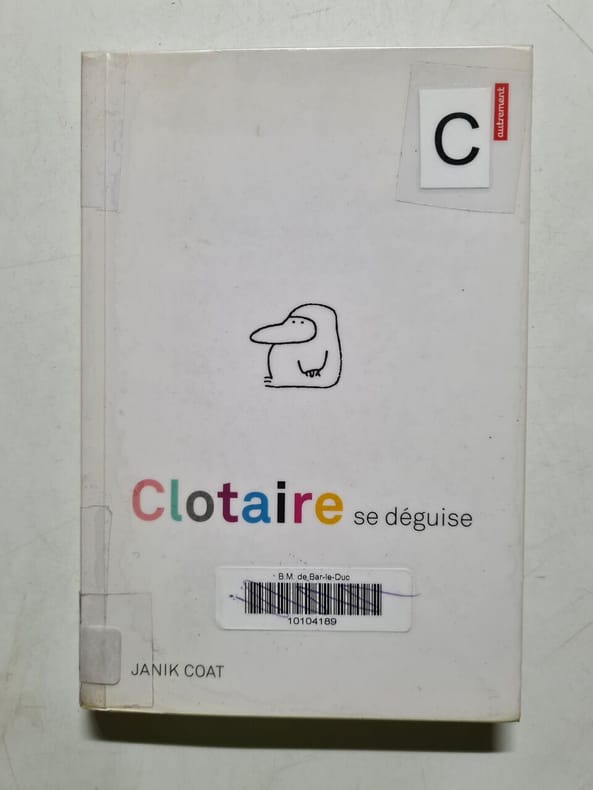 C
autrement
Clotaire se déguise
B.M. de Bar-le-Duc
10104189
JANIK COAT